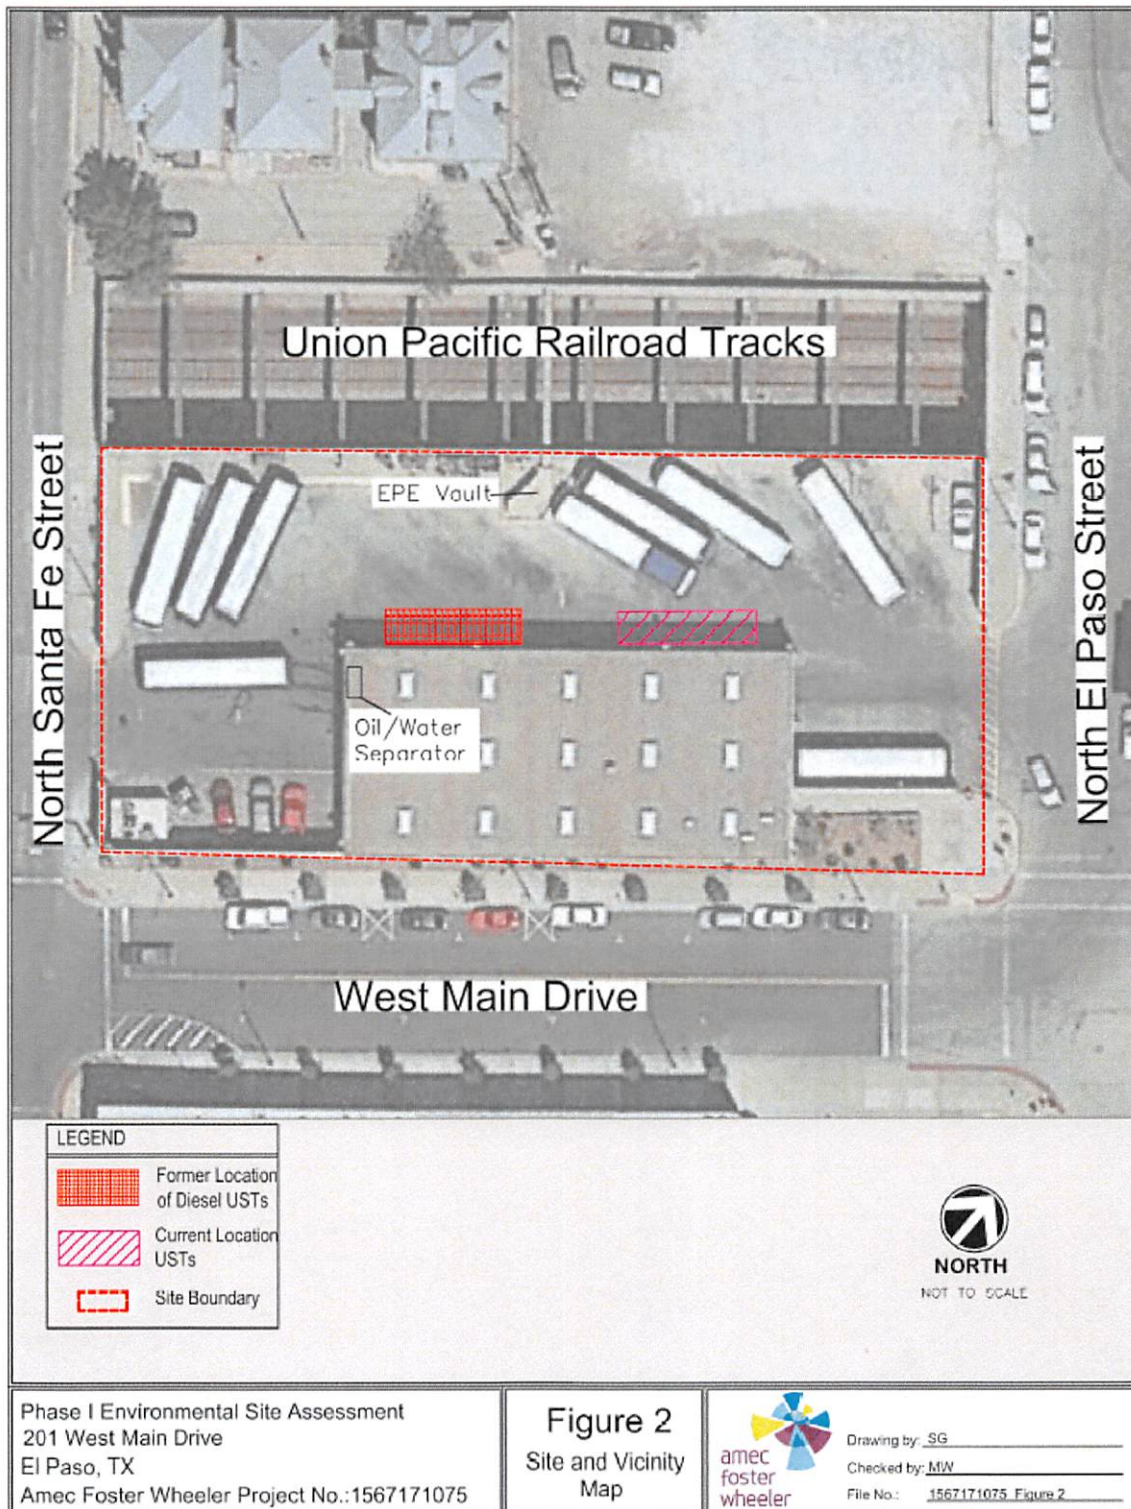 Union Pacific Railroad Tracks
North Santa Fe Street
EPE Vault
North El Paso Street
Oil/Water
Separator
West Main Drive
LEGEND
Former Location
of Diesel USTs
Current Location
USTs
Site Boundary
NORTH
NOT TO SCALE
Phase I Environmental Site Assessment
201 West Main Drive
El Paso, TX
Amec Foster Wheeler Project No.:1567171075
Figure 2
Site and Vicinity
Map
amec
foster
wheeler
Drawing by: SG
Checked by: MW
File No.: 1567171075 Figure 2